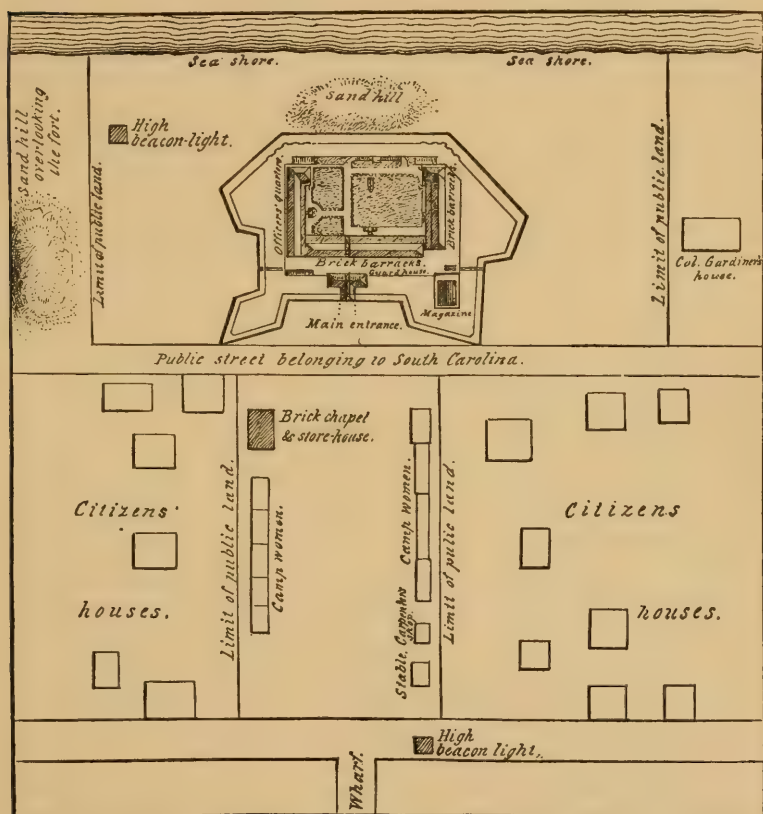 Sea shore.
Sea shore.
Sand hill
Sand hill
overlooking
the fort.
High
beacon-light.
Limit of public land.
Officers' Quarters.
Brick barracks.
Brick barracks.
Guard house.
Magazine
Main entrance.
Limit of public land.
Col. Gardiner's
house.
Public street belonging to South Carolina.
Brick chapel
& store-house.
Citizens'
houses.
Limit of public land.
Camp women.
Camp women.
Carpenters
shop.
Stable.
Limit of pulic land.
Citizens
houses.
High
beacon light,
Wharf.